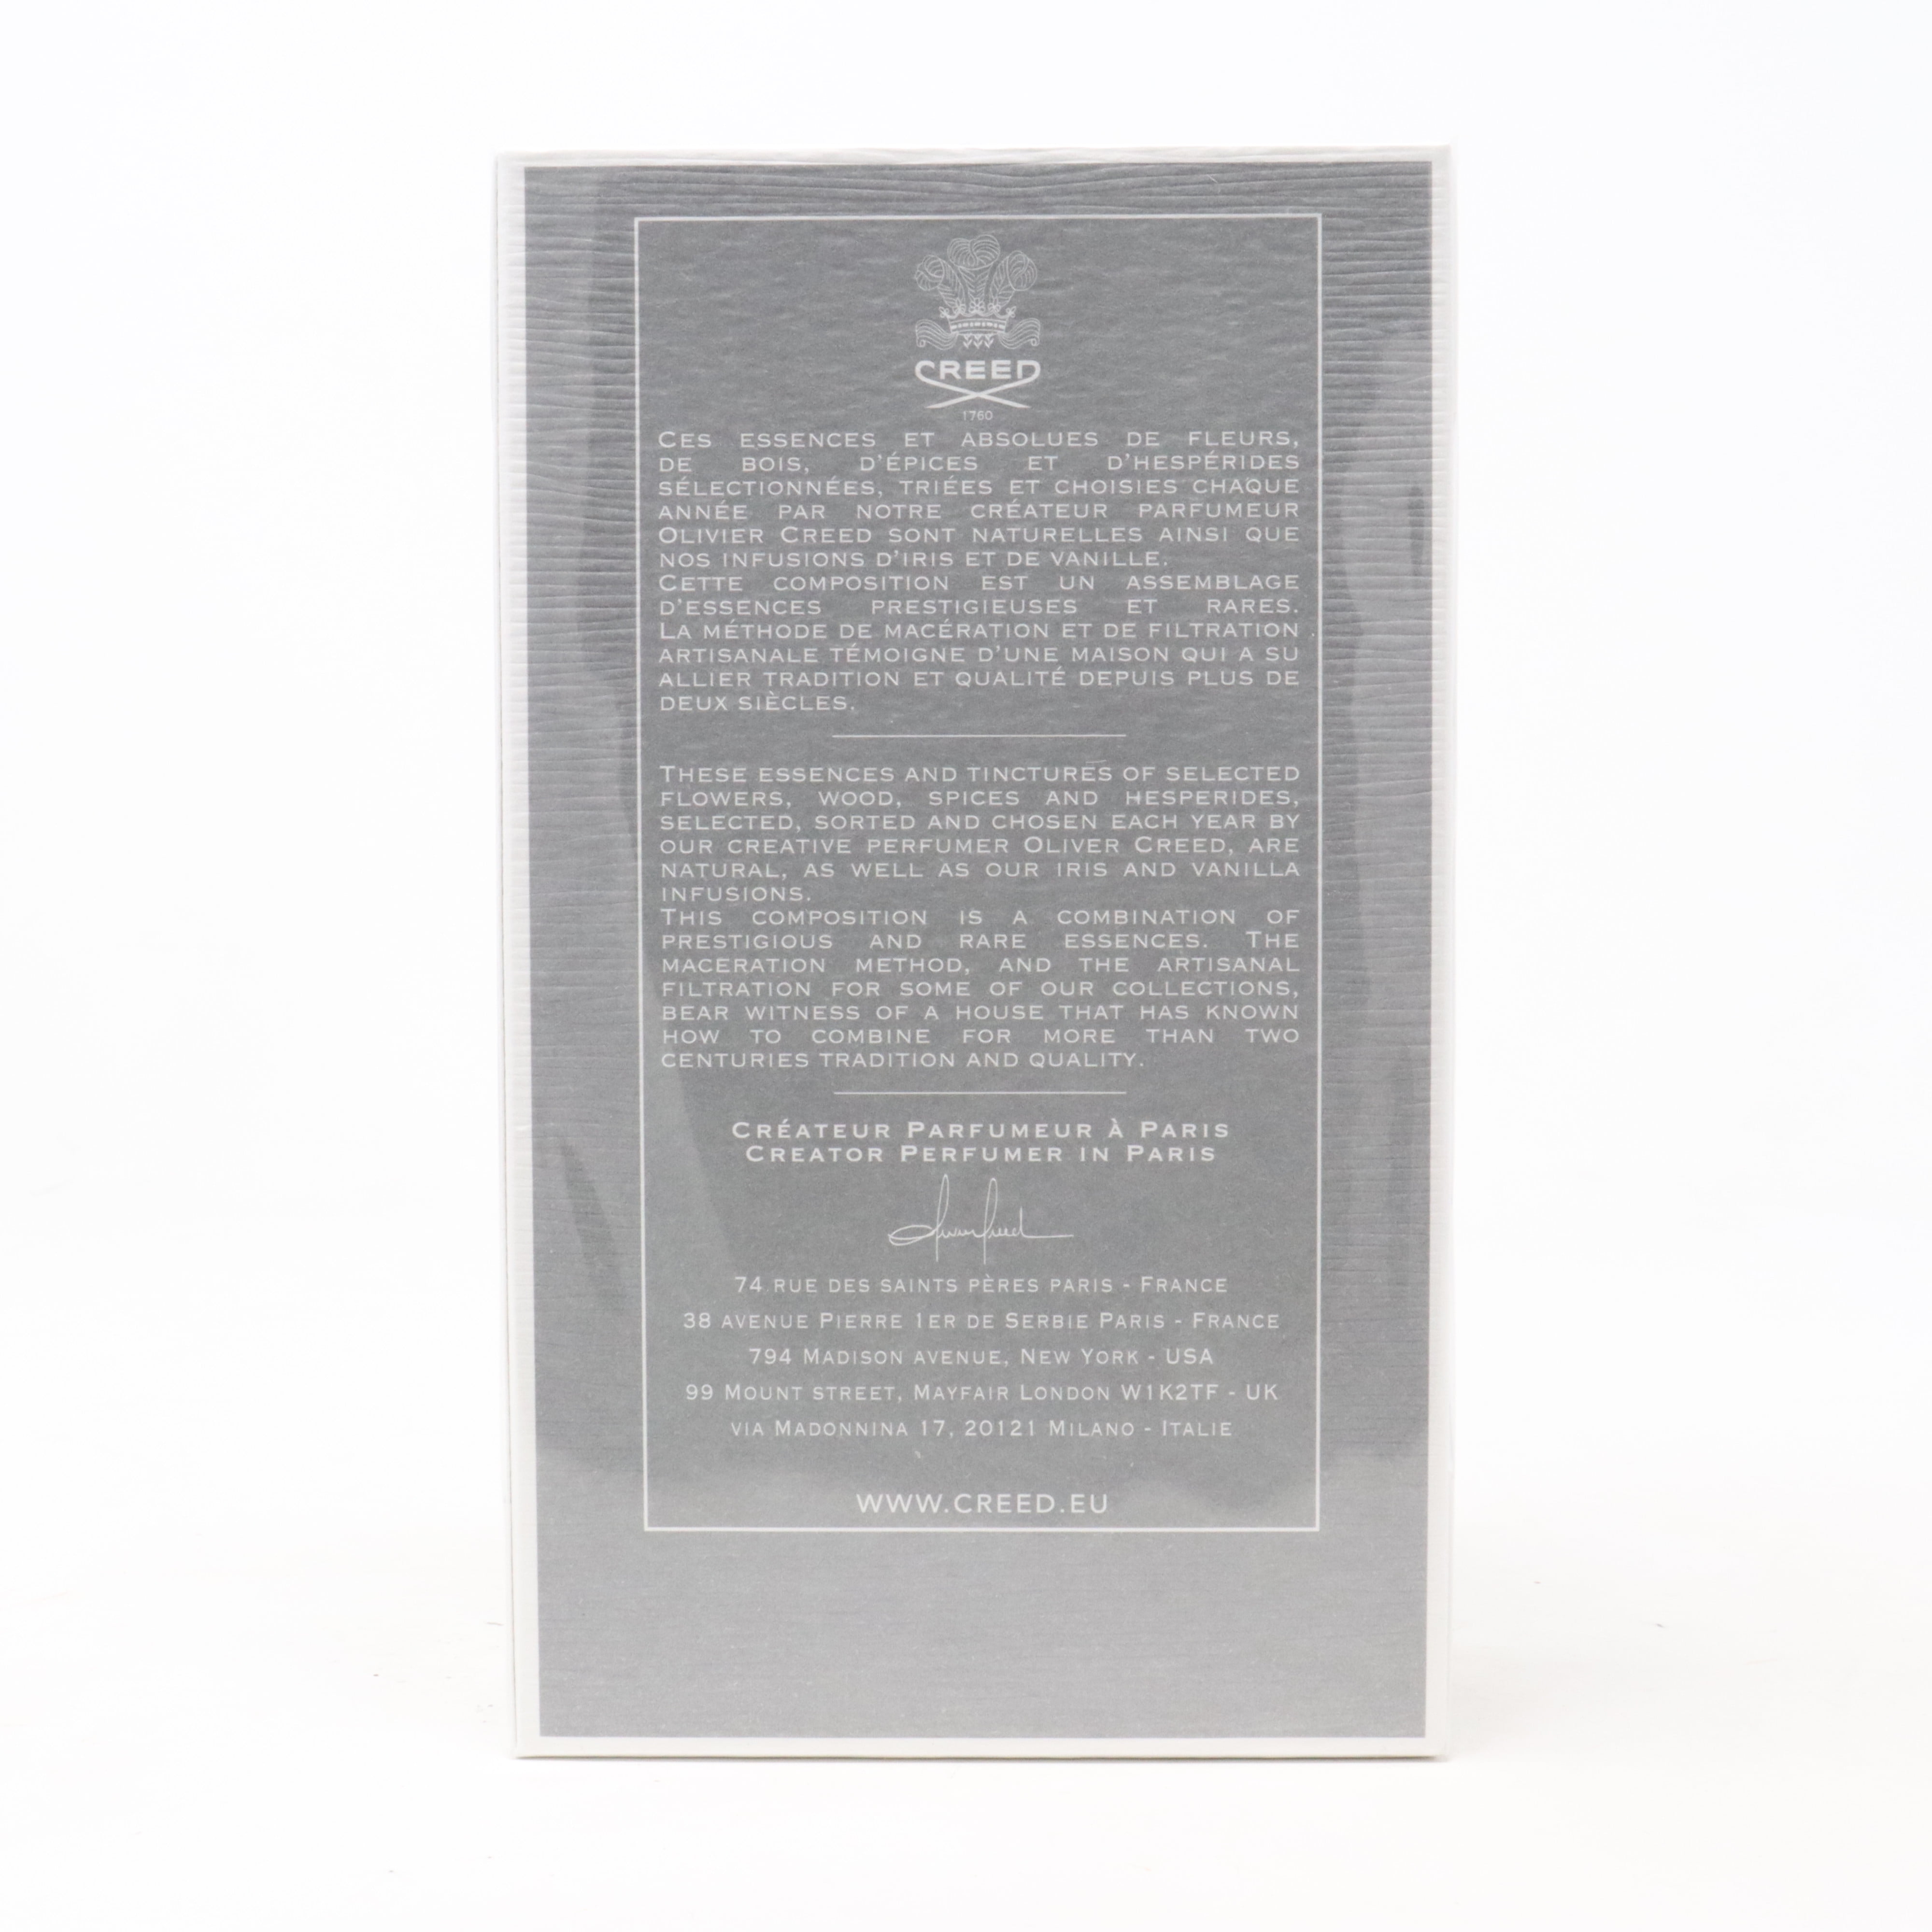 CREED
1760
CES ESSENCES ET ABSOLUES DE FLEURS,
DE BOIS, D'ÉPICES ET D'HESPÉRIDES
SÉLECTIONNÉES, TRIÉES ET CHOISIES CHAQUE
ANNÉE PAR NOTRE CRÉATEUR PARFUMEUR
OLIVIER CREED SONT NATURELLES AINSI QUE
NOS INFUSIONS D'IRIS ET DE VANILLE.
CETTE COMPOSITION EST UN ASSEMBLAGE
D'ESSENCES PRESTIGIEUSES ET RARES.
LA MÉTHODE DE MACÉRATION ET DE FILTRATION
ARTISANALE TÉMOIGNE D'UNE MAISON QUI A SU
ALLIER TRADITION ET QUALITÉ DEPUIS PLUS DE
DEUX SIÈCLES.
THESE ESSENCES AND TINCTURES OF SELECTED
FLOWERS, WOOD, SPICES AND HESPERIDES,
SELECTED, SORTED AND CHOSEN EACH YEAR BY
OUR CREATIVE PERFUMER OLIVER CREED, ARE
NATURAL, AS WELL AS OUR IRIS AND VANILLA
INFUSIONS.
THIS COMPOSITION IS A COMBINATION OF
PRESTIGIOUS AND RARE ESSENCES. THE
MACERATION METHOD, AND THE ARTISANAL
FILTRATION FOR SOME OF OUR COLLECTIONS,
BEAR WITNESS OF A HOUSE THAT HAS KNOWN
HOW TO COMBINE FOR MORE THAN TWO
CENTURIES TRADITION AND QUALITY.
CRÉATEUR PARFUMEUR À PARIS
CREATOR PERFUMER IN PARIS
74 RUE DES SAINTS PÈRES PARIS - FRANCE
38 AVENUE PIERRE 1ER DE SERBIE PARIS - FRANCE
794 MADISON AVENUE, NEW YORK - USA
99 MOUNT STREET, MAYFAIR LONDON W1K2TF - UK
VIA MADONNINA 17, 20121 MILANO - ITALIE
WWW.CREED.EU